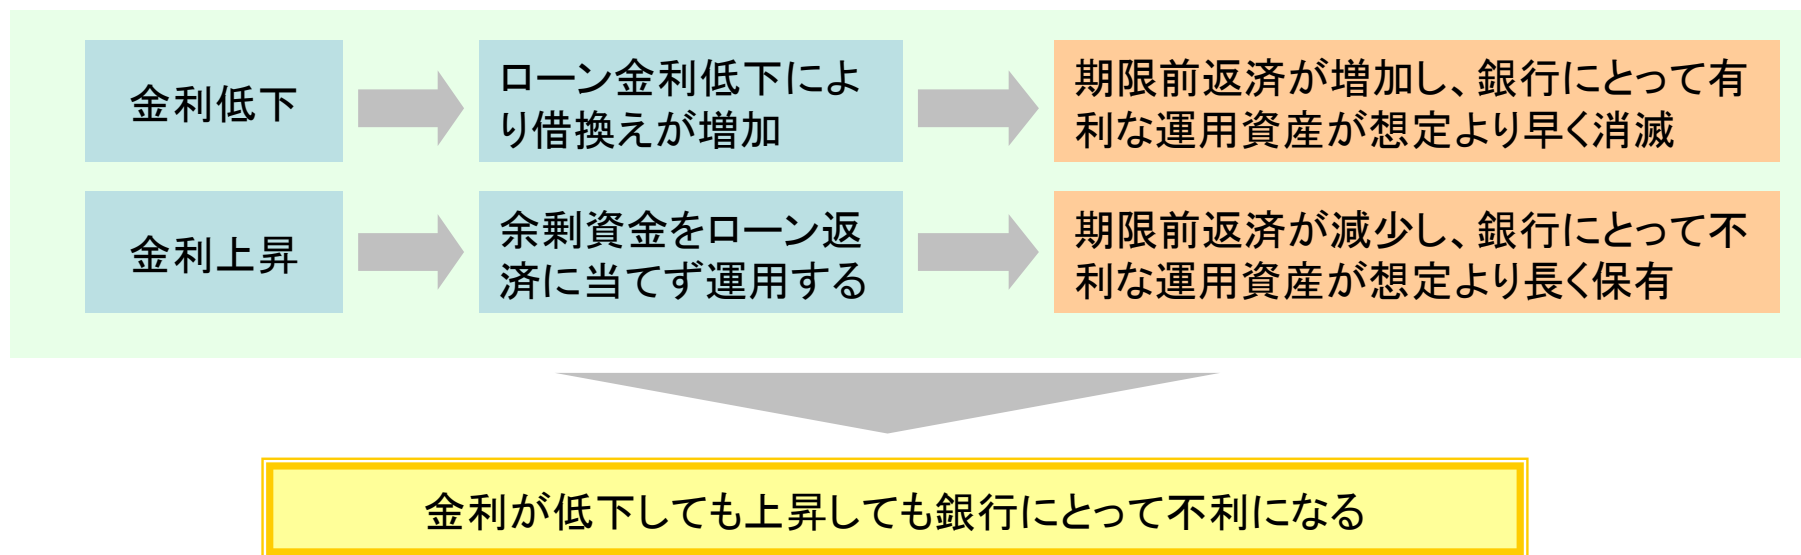 金利低下
ローン金利低下によ
り借換えが増加
期限前返済が増加し、銀行にとって有
利な運用資産が想定より早く消滅
金利上昇
余剰資金をローン返
済に当てず運用する
期限前返済が減少し、銀行にとって不
利な運用資産が想定より長く保有
金利が低下しても上昇しても銀行にとって不利になる